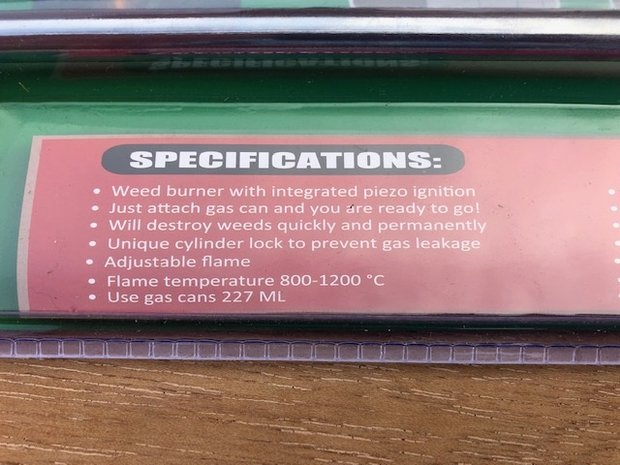 SPECIFICATIONS:
• Weed burner with integrated piezo ignition
• Just attach gas can and you are ready to go!
• Will destroy weeds quickly and permanently
• Unique cylinder lock to prevent gas leakage
• Adjustable flame
• Flame temperature 800-1200 °C
• Use gas cans 227 ML